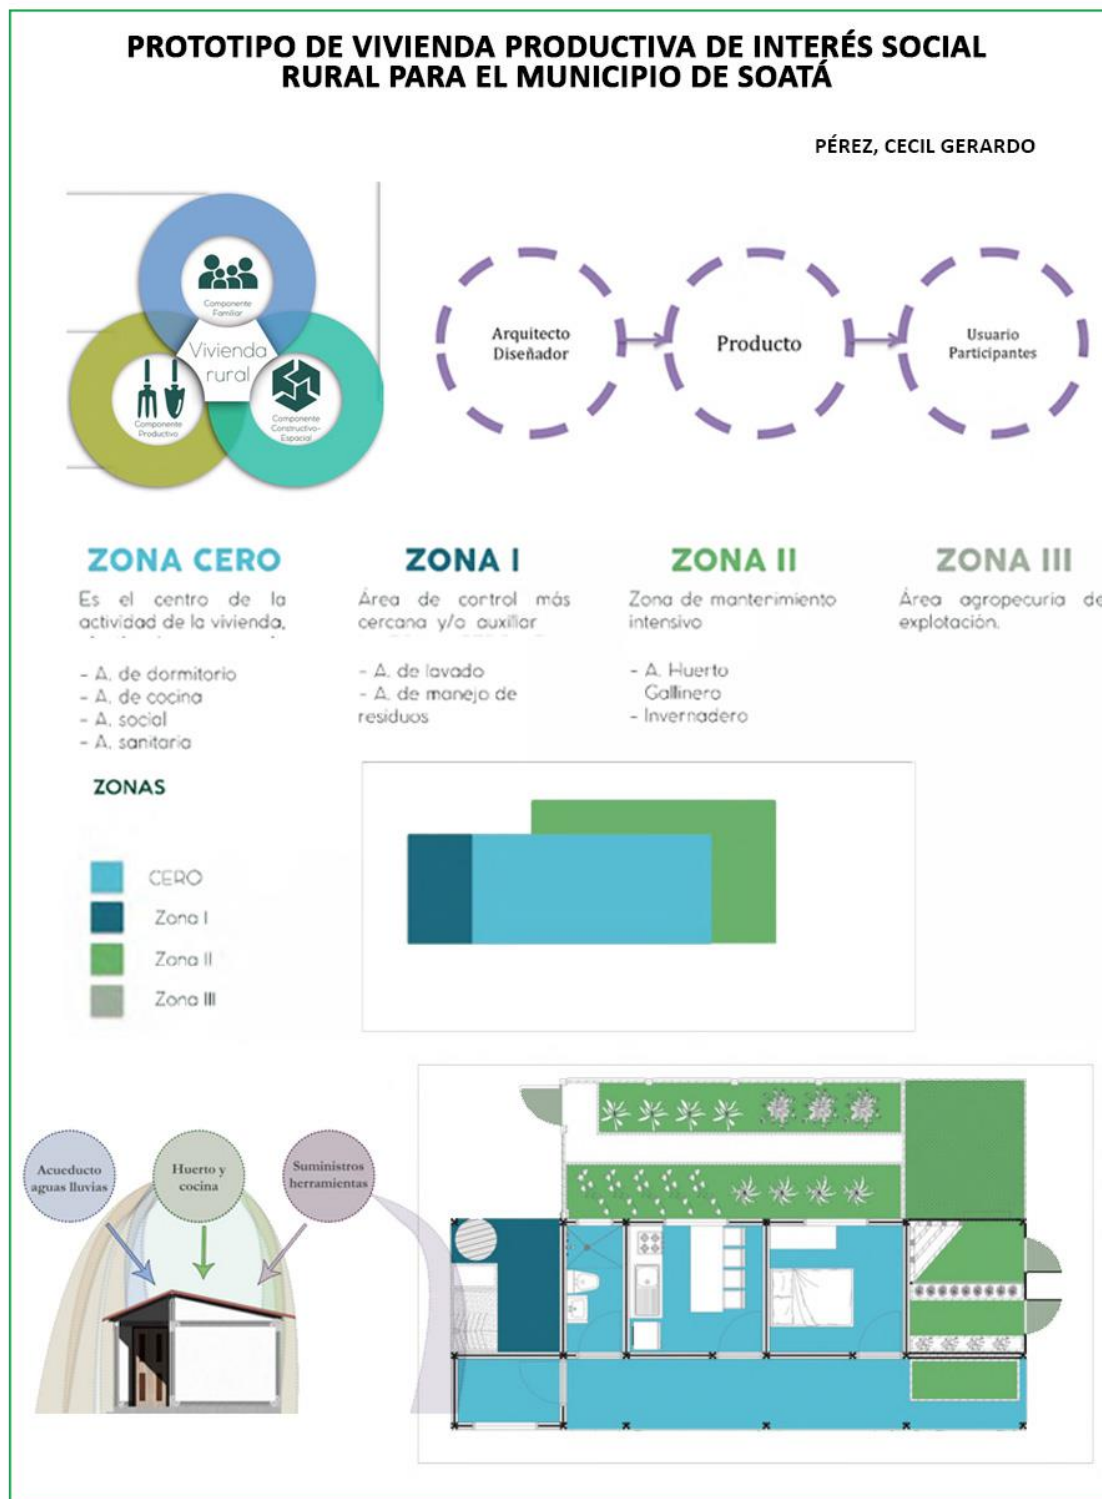 PROTOTIPO DE VIVIENDA PRODUCTIVA DE INTERÉS SOCIAL
RURAL PARA EL MUNICIPIO DE SOATÁ
PÉREZ, CECIL GERARDO
Componente
Familiar
Vivienda
rural
Componente
Productivo
Componente
Constructivo-
Espacial
Arquitecto
Diseñador
Producto
Usuario
Participantes
ZONA CERO
Es el centro de la
actividad de la vivienda,
- A. de dormitorio
- A. de cocina
- A. social
- A. sanitaria
ZONA I
Área de control más
cercana y/o auxiliar
- A. de lavado
- A. de manejo de
residuos
ZONA II
Zona de mantenimiento
intensivo
- A. Huerto
Gallinero
- Invernadero
ZONA III
Área agropecuria de
explotación.
ZONAS
CERO
Zona I
Zona II
Zona III
Acueducto
aguas lluvias
Huerto y
cocina
Suministros
herramientas